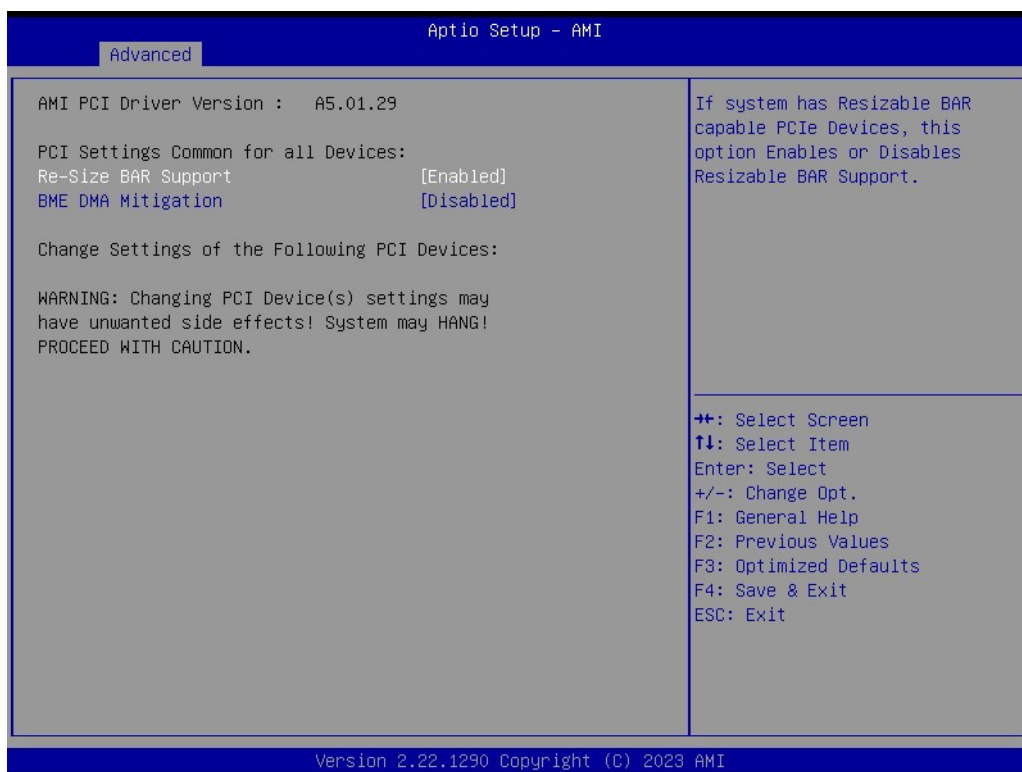 Aptio Setup - AMI
Advanced
AMI PCI Driver Version : A5.01.29
PCI Settings Common for all Devices:
Re-Size BAR Support [Enabled]
BME DMA Mitigation [Disabled]
Change Settings of the Following PCI Devices:
WARNING: Changing PCI Device(s) settings may
have unwanted side effects! System may HANG!
PROCEED WITH CAUTION.
If system has Resizable BAR
capable PCIe Devices, this
option Enables or Disables
Resizable BAR Support.
→←: Select Screen
↑↓: Select Item
Enter: Select
+/-: Change Opt.
F1: General Help
F2: Previous Values
F3: Optimized Defaults
F4: Save & Exit
ESC: Exit
Version 2.22.1290 Copyright (C) 2023 AMI